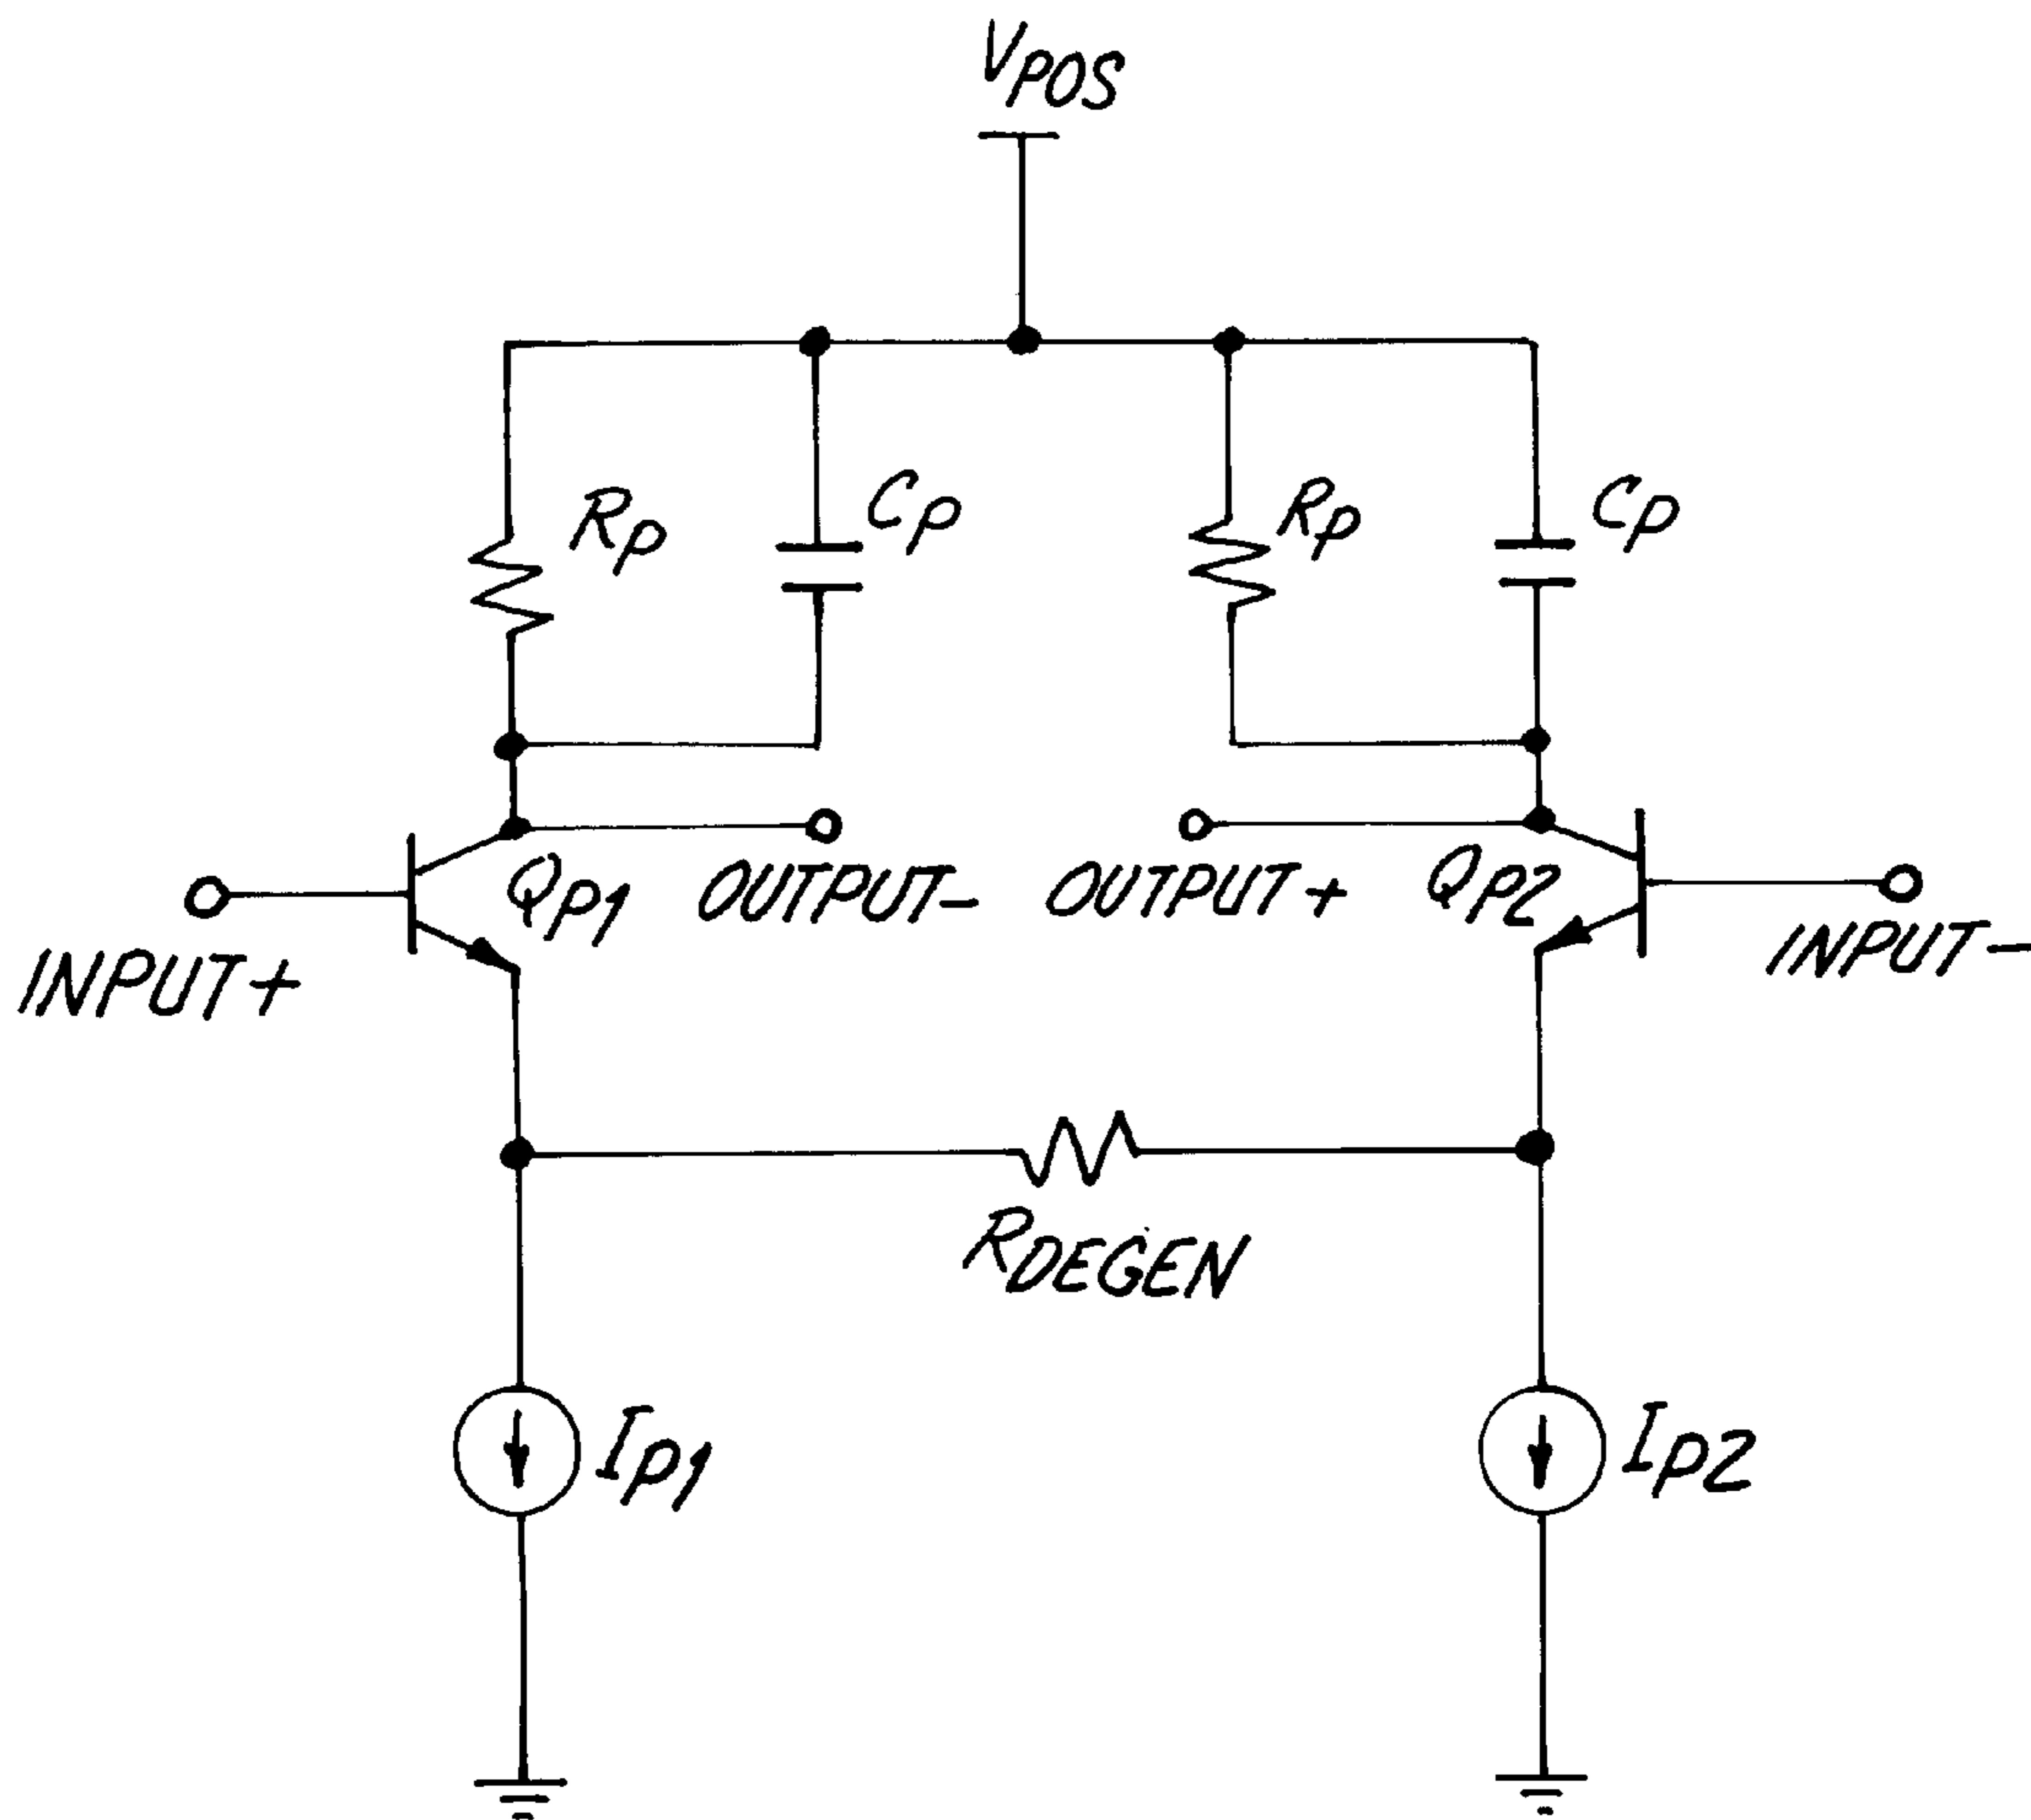 VPOS
RP
CP
RP
CP
QP1
OUTPUT-
OUTPUT+
QP2
INPUT+
INPUT-
RDEGEN
IP1
IP2